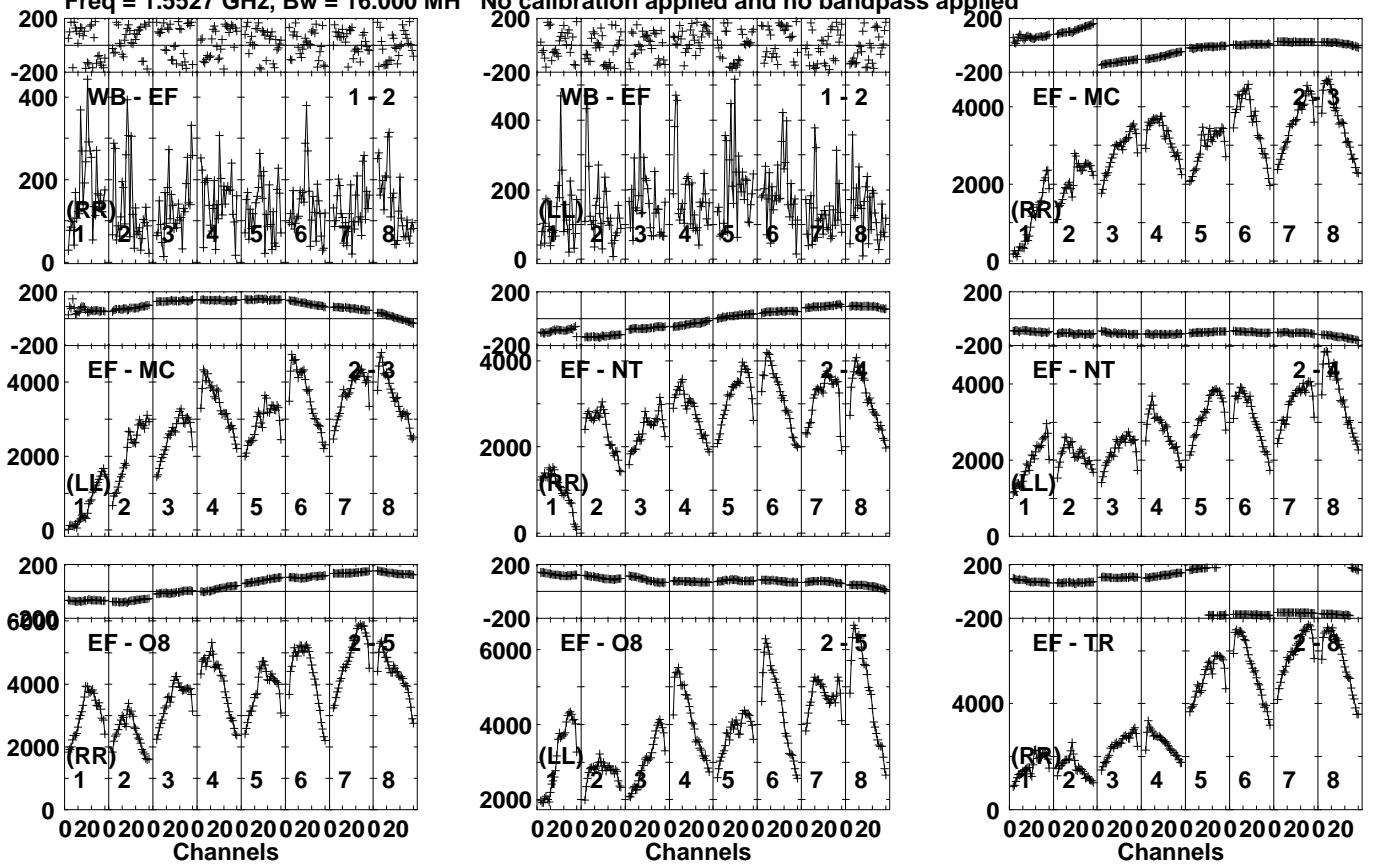 Freq = 1.5527 GHz, Bw = 16.000 MH No calibration applied and no bandpass applied
200
-200
WB - EF 1 - 2
400
200
0
(RR)
1 2 3 4 5 6 7 8
200
-200
WB - EF 1 - 2
400
200
0
(LL)
1 2 3 4 5 6 7 8
200
-200
EF - MC 2 - 3
4000
2000
0
(RR)
1 2 3 4 5 6 7 8
200
-200
EF - MC 2 - 3
4000
2000
0
(LL)
1 2 3 4 5 6 7 8
200
-200
4000
EF - NT 2 - 4
2000
0
(RR)
1 2 3 4 5 6 7 8
200
-200
EF - NT 2 - 4
4000
2000
0
(LL)
1 2 3 4 5 6 7 8
200
-200
6000
EF - O8 2 - 5
4000
2000
0
(RR)
1 2 3 4 5 6 7 8
0 20 0 20 0 20 0 20 0 20 0 20 0 20 0 20
Channels
200
-200
EF - O8 2 - 5
6000
4000
2000
(LL)
1 2 3 4 5 6 7 8
0 20 0 20 0 20 0 20 0 20 0 20 0 20 0 20
Channels
200
-200
EF - TR 2 - 8
4000
0
(RR)
1 2 3 4 5 6 7 8
0 20 0 20 0 20 0 20 0 20 0 20 0 20 0 20
Channels